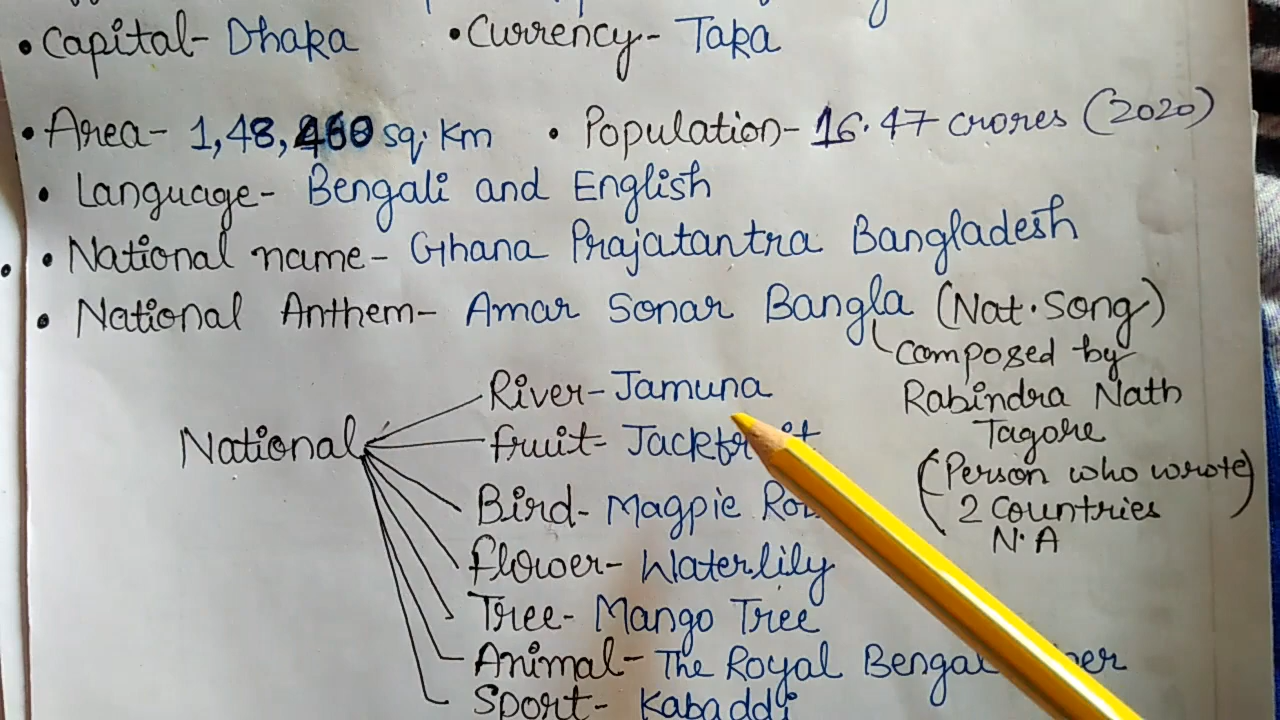 • Capital- Dhaka • Currency- Taka
• Area- 1,48,460 sq. Km • Population- 16.47 crores (2020)
• Language- Bengali and English
• National name- Ghana Prajatantra Bangladesh
• National Anthem- Amar Sonar Bangla (Nat. Song)
composed by
Rabindra Nath
Tagore
(Person who wrote)
2 Countries
N.A
National
River- Jamuna
fruit- Jackfruit
Bird- Magpie
flower- Waterlily
Tree- Mango Tree
Animal- The Royal Bengal
Sport- Kabaddi